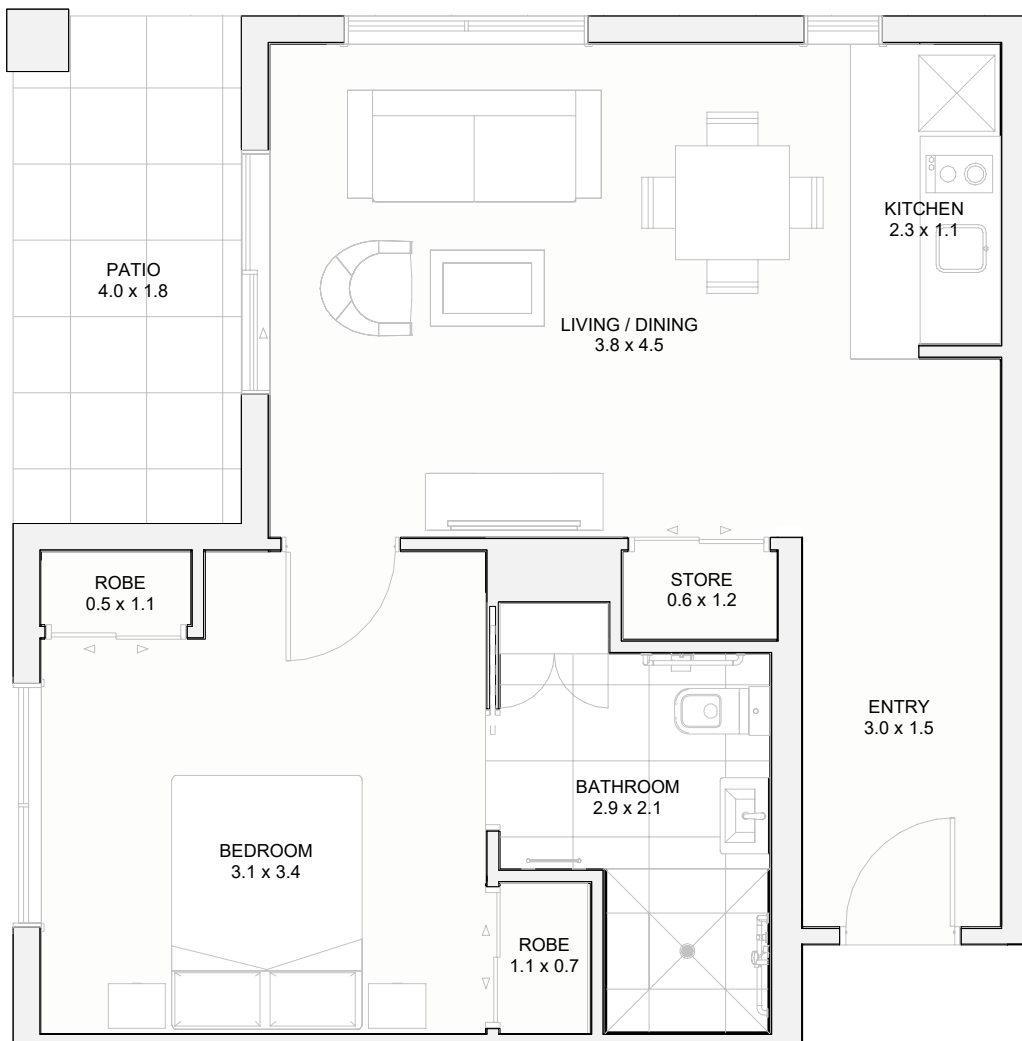 KITCHEN
2.3 x 1.1
PATIO
4.0 x 1.8
LIVING / DINING
3.8 x 4.5
ROBE
0.5 x 1.1
STORE
0.6 x 1.2
ENTRY
3.0 x 1.5
BATHROOM
2.9 x 2.1
BEDROOM
3.1 x 3.4
ROBE
1.1 x 0.7